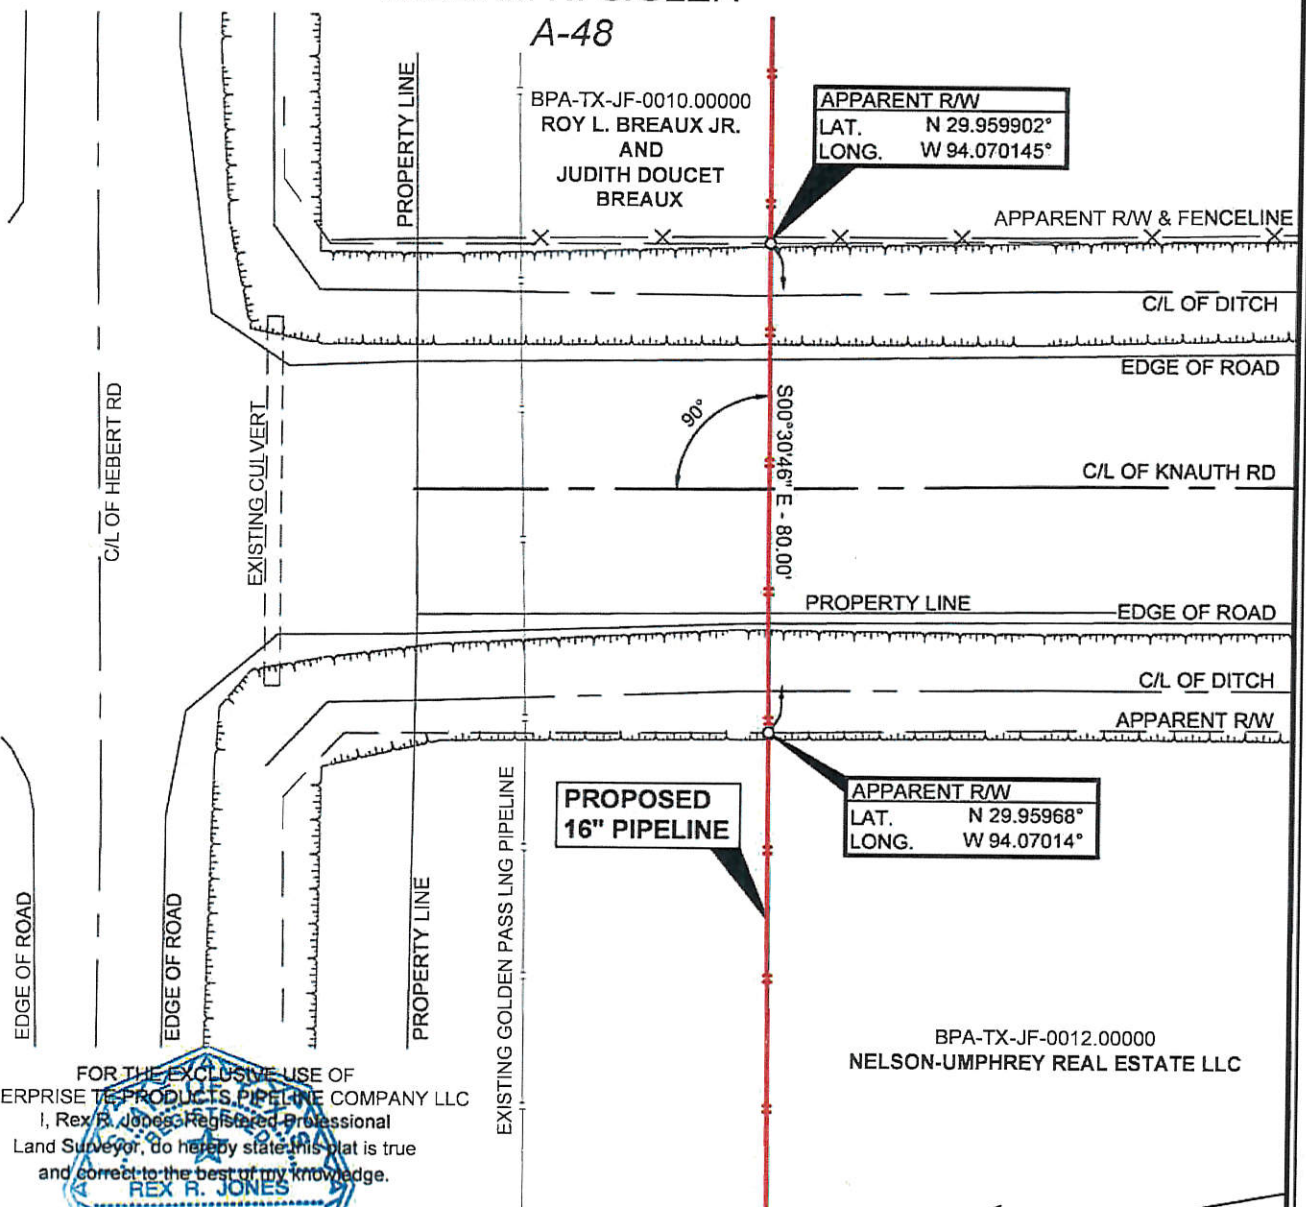 A-48
BPA-TX-JF-0010.00000
ROY L. BREAUX JR.
AND
JUDITH DOUCET
BREAUX
APPARENT R/W
LAT. N 29.959902°
LONG. W 94.070145°
PROPERTY LINE
APPARENT R/W & FENCELINE
C/L OF DITCH
EDGE OF ROAD
C/L OF HEBERT RD
EXISTING CULVERT
90°
S00°30'46" E - 80.00'
C/L OF KNAUTH RD
PROPERTY LINE
EDGE OF ROAD
C/L OF DITCH
APPARENT R/W
PROPOSED
16" PIPELINE
APPARENT R/W
LAT. N 29.95968°
LONG. W 94.07014°
EDGE OF ROAD
EDGE OF ROAD
PROPERTY LINE
EXISTING GOLDEN PASS LNG PIPELINE
BPA-TX-JF-0012.00000
NELSON-UMPHREY REAL ESTATE LLC
FOR THE EXCLUSIVE USE OF
ERPRISE TE PRODUCTS PIPELINE COMPANY LLC
I, Rex R. Jones, Registered Professional
Land Surveyor, do hereby state this plat is true
and correct to the best of my knowledge.
STATE OF TEXAS
REGISTERED
REX R. JONES